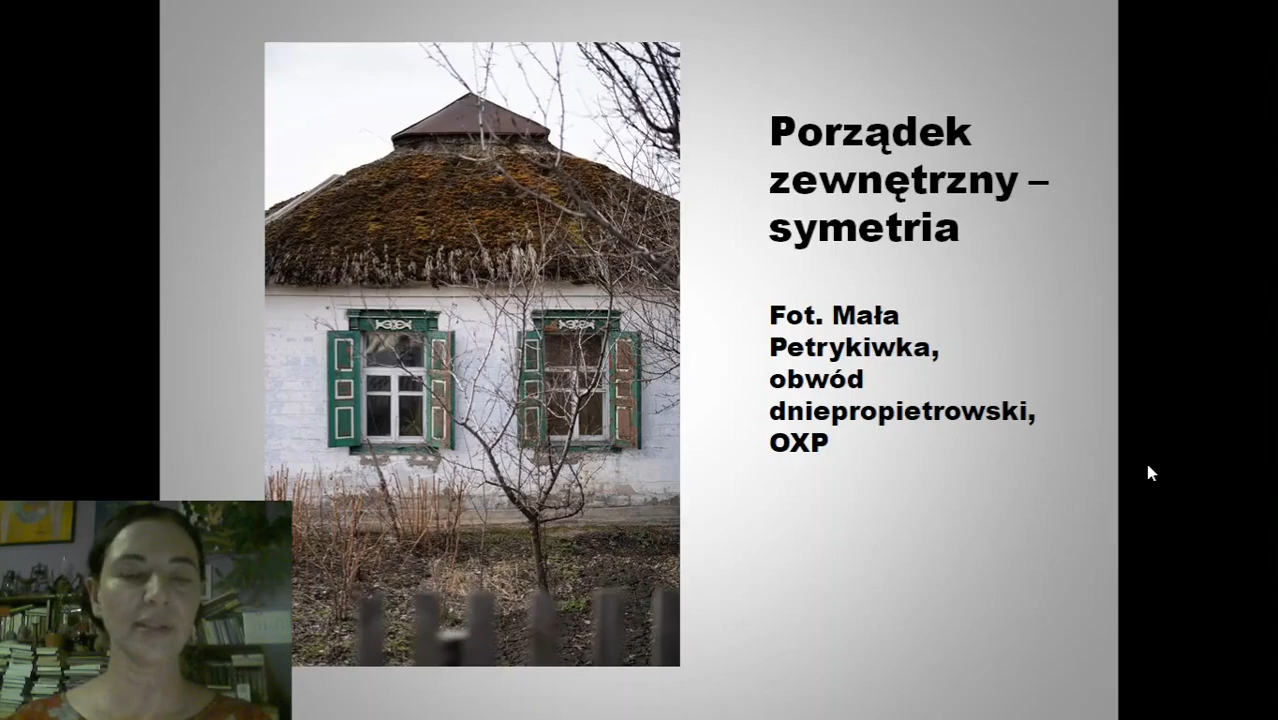 Porządek
zewnętrzny –
symetria
Fot. Mała
Petrykiwka,
obwód
dniepropietrowski,
OXP